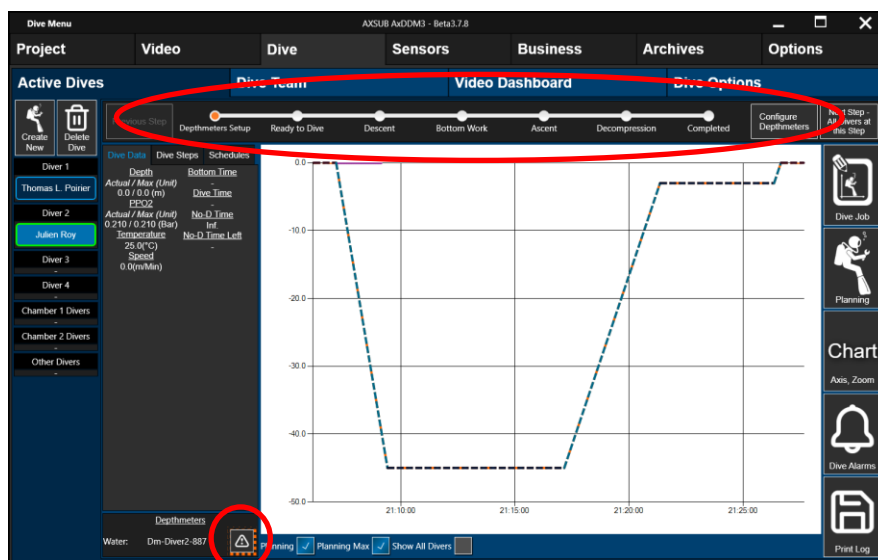 Dive Menu
AXSUB AxDDM3 - Beta3.7.8
Project Video Dive Sensors Business Archives Options
Active Dives Dive Team Video Dashboard Dive Options
Create New
Delete Dive
Previous Step
Depthmeters Setup Ready to Dive Descent Bottom Work Ascent Decompression Completed
Configure Depthmeters
Next Step - All Divers at this Step
Diver 1
Thomas L. Poirier
Diver 2
Julien Roy
Diver 3
-
Diver 4
-
Chamber 1 Divers
-
Chamber 2 Divers
-
Other Divers
-
Dive Data Dive Steps Schedules
Depth
Actual / Max (Unit)
0.0 / 0.0 (m)
PPO2
Actual / Max (Unit)
0.210 / 0.210 (Bar)
Temperature
25.0(°C)
Speed
0.0(m/Min)
Bottom Time
-
Dive Time
-
No-D Time
Inf.
No-D Time Left
-
0.0
-20.0
-30.0
-40.0
-50.0
21:10:00 21:15:00 21:20:00 21:25:00
Dive Job
Planning
Chart
Axis, Zoom
Dive Alarms
Print Log
Depthmeters
Water: Dm-Diver2-887
Planning Planning Max Show All Divers